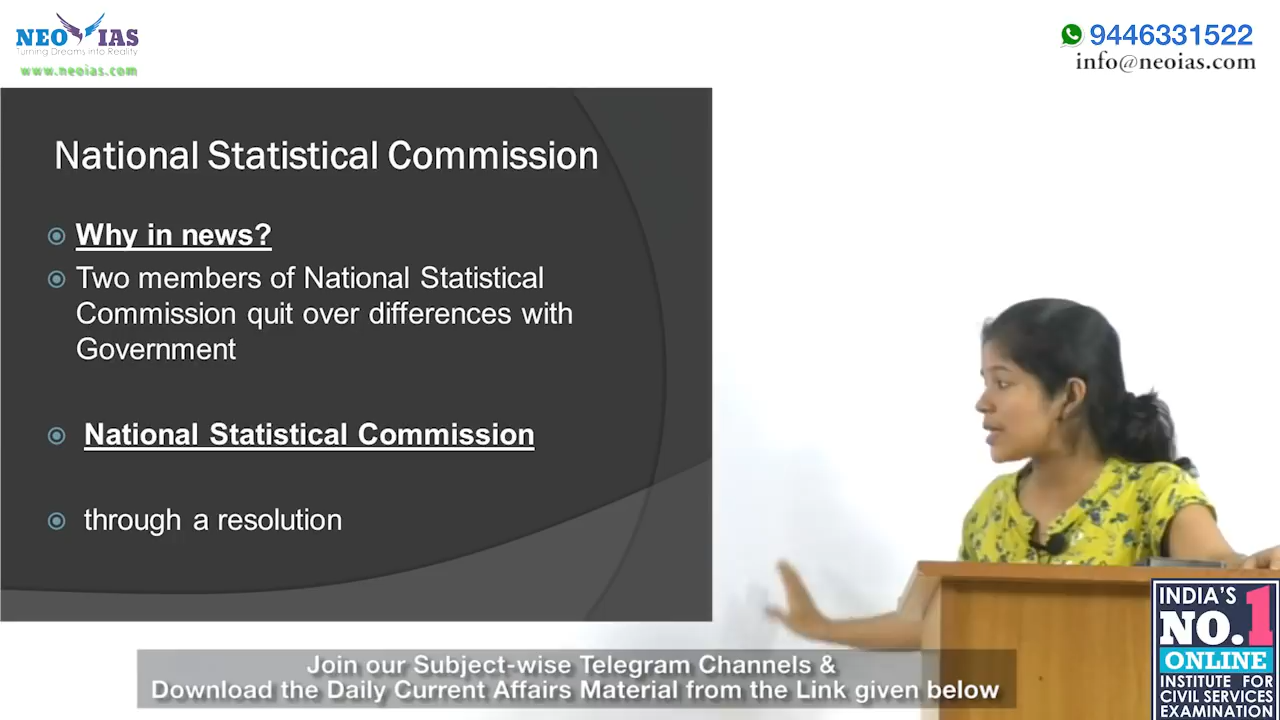 NEO IAS
Turning Dreams into Reality
www.neoias.com
9446331522
info@neoias.com
National Statistical Commission
Why in news?
Two members of National Statistical
Commission quit over differences with
Government
National Statistical Commission
through a resolution
Join our Subject-wise Telegram Channels &
Download the Daily Current Affairs Material from the Link given below
INDIA'S
NO.1
ONLINE
INSTITUTE FOR
CIVIL SERVICES
EXAMINATION